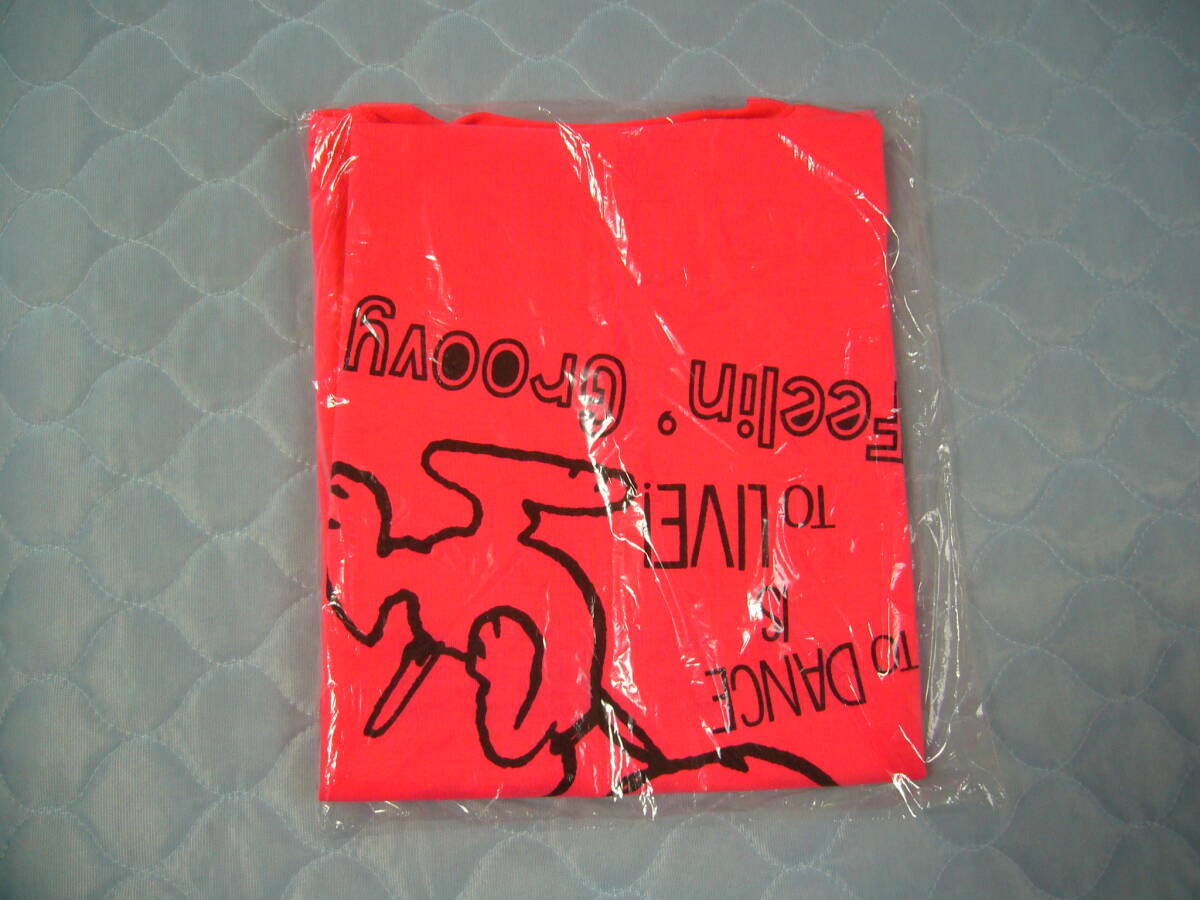 TO DANCE
IS
TO LIVE!
Feelin' Groovy